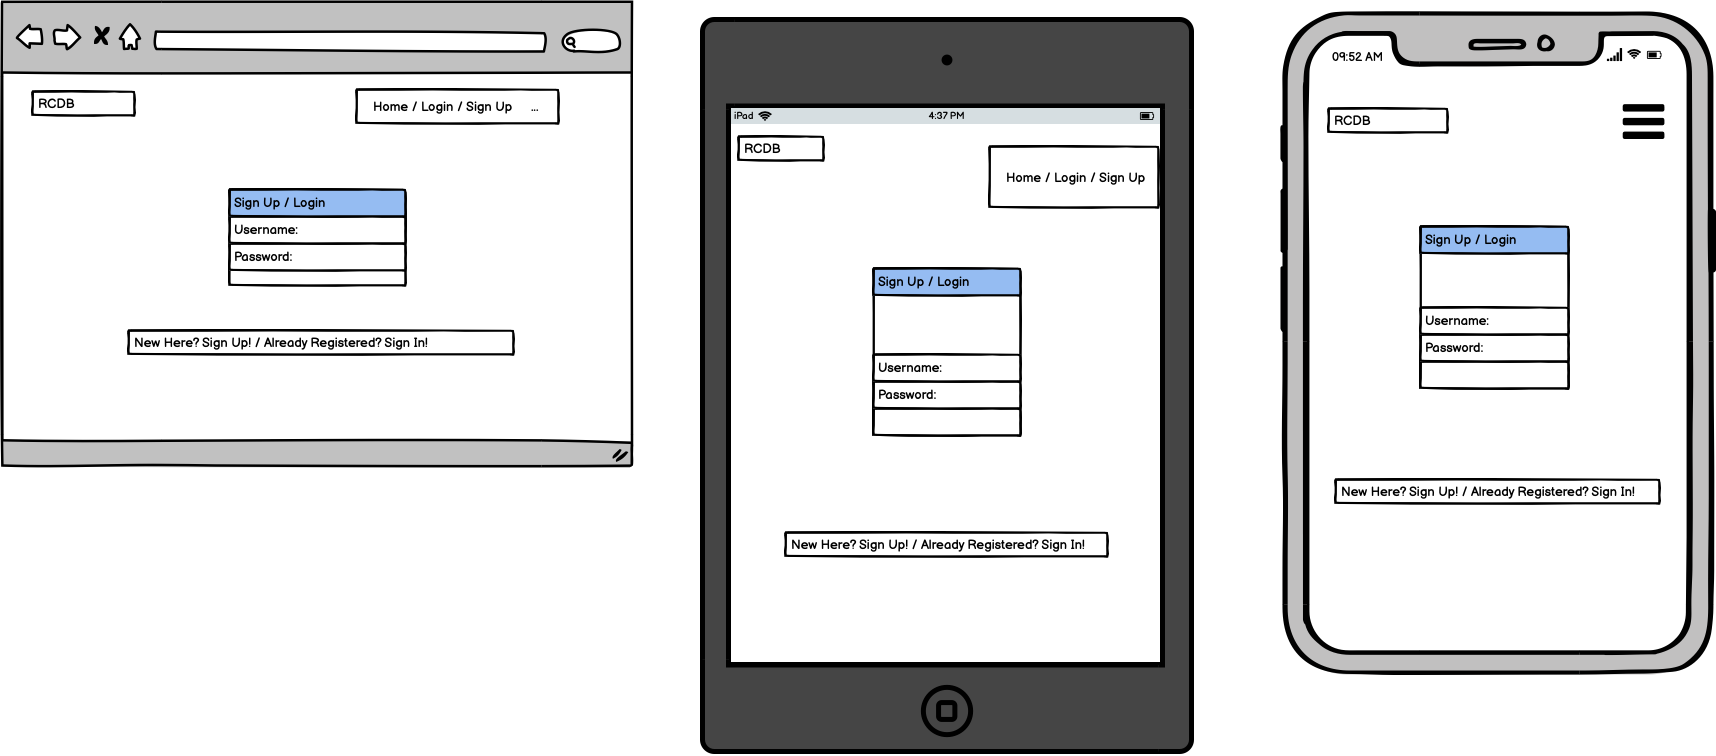 RCDB
Home / Login / Sign Up ...
Sign Up / Login
Username:
Password:
New Here? Sign Up! / Already Registered? Sign In!
iPad 4:37 PM
RCDB
Home / Login / Sign Up
Sign Up / Login
Username:
Password:
New Here? Sign Up! / Already Registered? Sign In!
09:52 AM
RCDB
Sign Up / Login
Username:
Password:
New Here? Sign Up! / Already Registered? Sign In!